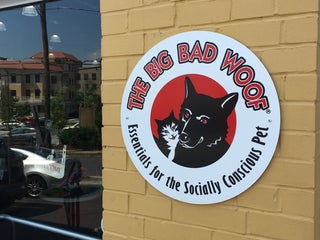 THE BIG BAD WOOF®
Essentials for the Socially Conscious Pet